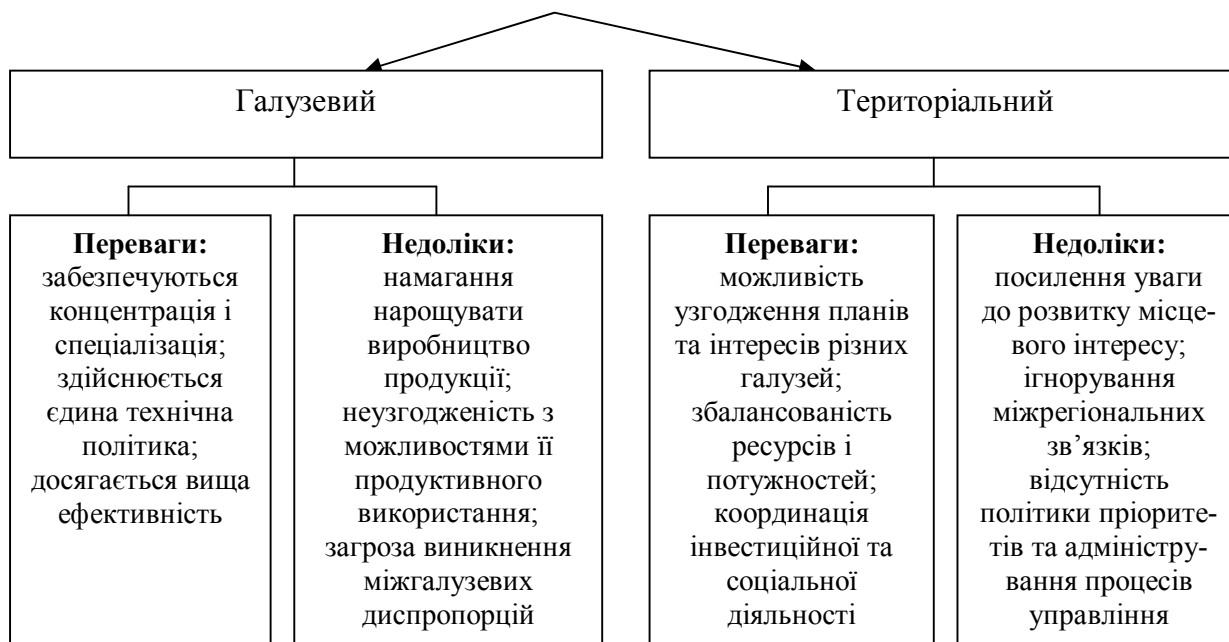 Галузевий
Територіальний
Переваги:
забезпечуються
концентрація і
спеціалізація;
здійснюється
єдина технічна
політика;
досягається вища
ефективність
Недоліки:
намагання
нарощувати
виробництво
продукції;
неузгодженість з
можливостями її
продуктивного
використання;
загроза виникнення
міжгалузевих
диспропорцій
Переваги:
можливість
узгодження планів
та інтересів різних
галузей;
збалансованість
ресурсів і
потужностей;
координація
інвестиційної та
соціальної
діяльності
Недоліки:
посилення уваги
до розвитку місце-
вого інтересу;
ігнорування
міжрегіональних
зв’язків;
відсутність
політики пріорите-
тів та адміністру-
вання процесів
управління